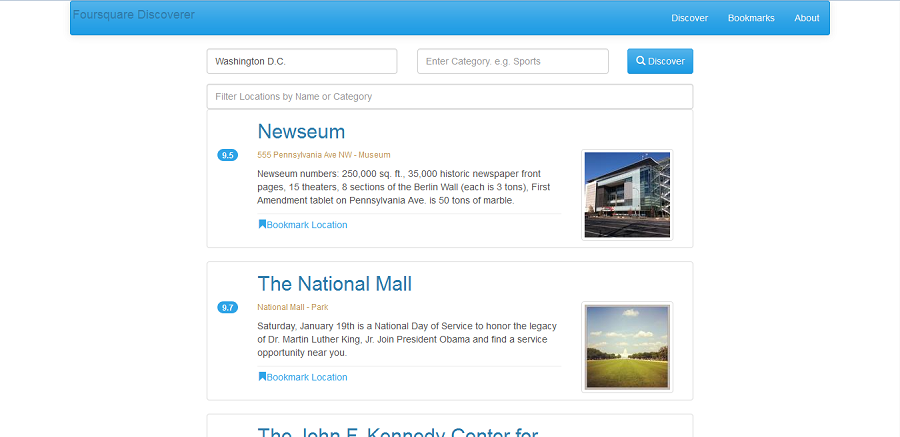 Foursquare Discoverer
Discover Bookmarks About
Washington D.C.
Enter Category. e.g. Sports
Discover
Filter Locations by Name or Category
Newseum
9.5
555 Pennsylvania Ave NW - Museum
Newseum numbers: 250,000 sq. ft., 35,000 historic newspaper front
pages, 15 theaters, 8 sections of the Berlin Wall (each is 3 tons), First
Amendment tablet on Pennsylvania Ave. is 50 tons of marble.
Bookmark Location
The National Mall
9.7
National Mall - Park
Saturday, January 19th is a National Day of Service to honor the legacy
of Dr. Martin Luther King, Jr. Join President Obama and find a service
opportunity near you.
Bookmark Location
The John F. Kennedy Center for